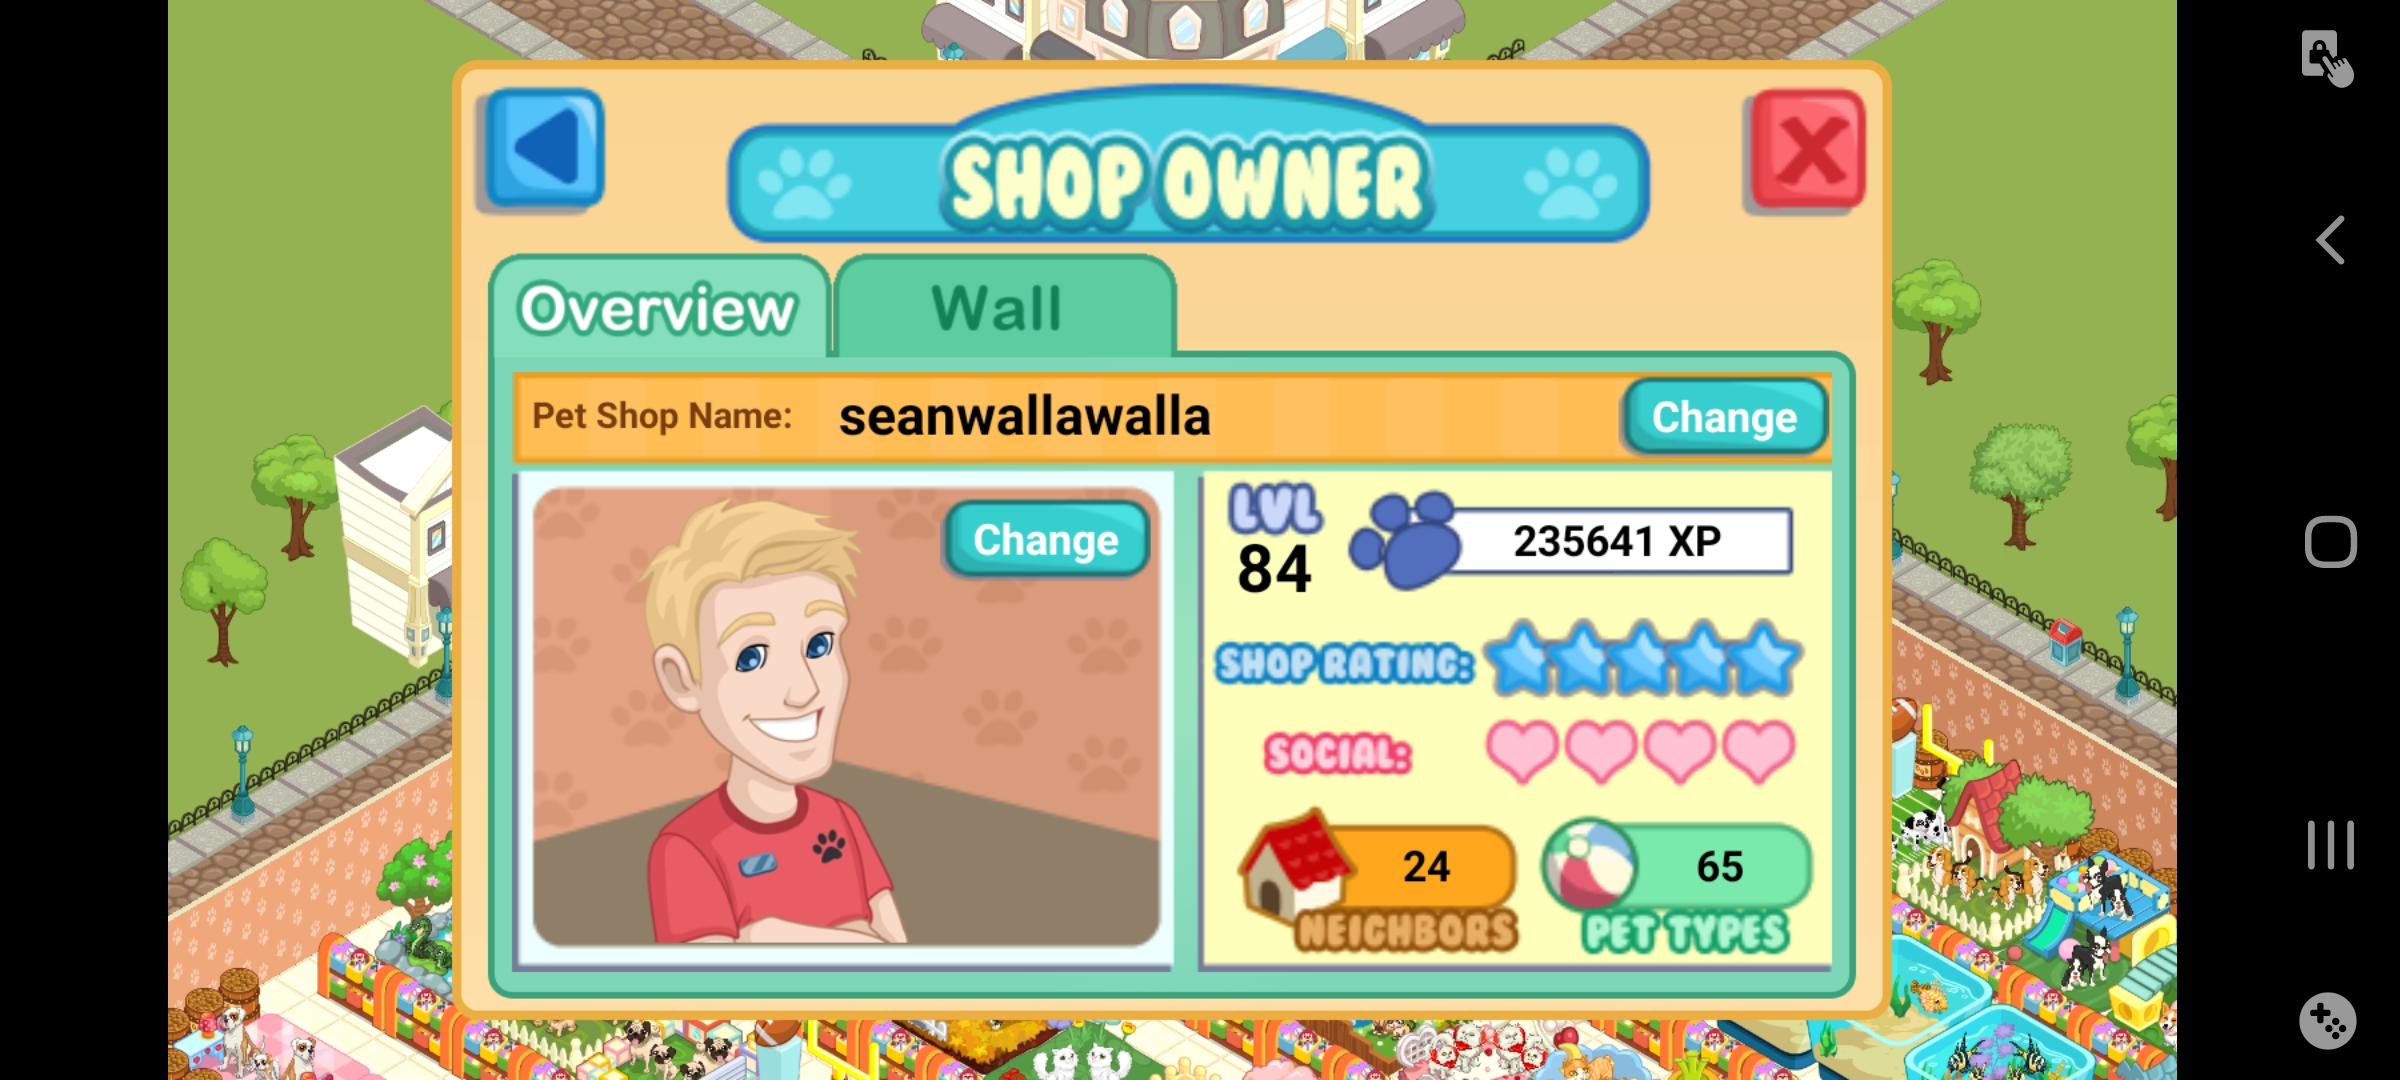 SHOP OWNER
Overview
Wall
Pet Shop Name: seanwallawalla Change
Change
LVL
84
235641 XP
SHOP RATING:
SOCIAL:
24
NEIGHBORS
65
PET TYPES